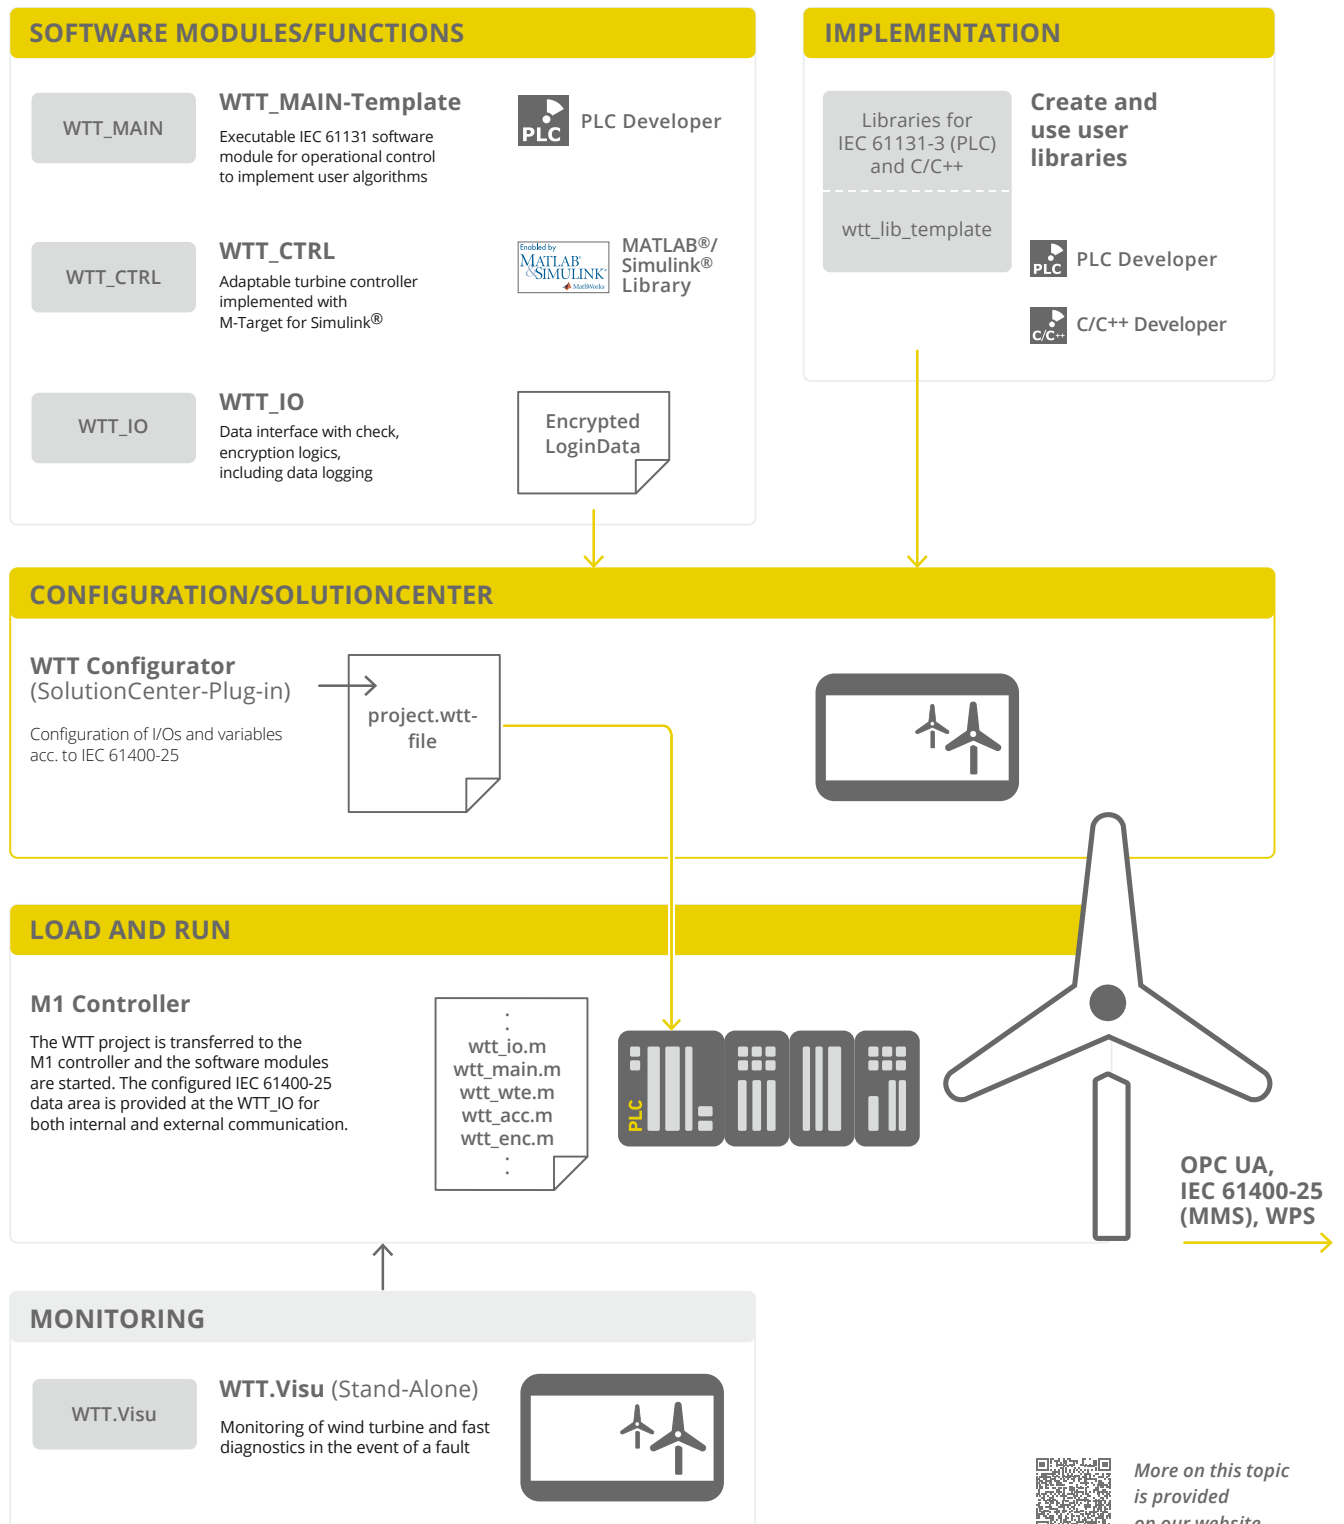 SOFTWARE MODULES/FUNCTIONS
WTT_MAIN
WTT_MAIN-Template
Executable IEC 61131 software
module for operational control
to implement user algorithms
PLC
PLC Developer
WTT_CTRL
WTT_CTRL
Adaptable turbine controller
implemented with
M-Target for Simulink®
Enabled by
MATLAB®
&SIMULINK®
MathWorks
MATLAB®/
Simulink®
Library
WTT_IO
WTT_IO
Data interface with check,
encryption logics,
including data logging
Encrypted
LoginData
IMPLEMENTATION
Libraries for
IEC 61131-3 (PLC)
and C/C++
wtt_lib_template
Create and
use user
libraries
PLC
PLC Developer
C/C++
C/C++ Developer
CONFIGURATION/SOLUTIONCENTER
WTT Configurator
(SolutionCenter-Plug-in)
Configuration of I/Os and variables
acc. to IEC 61400-25
project.wtt-
file
LOAD AND RUN
M1 Controller
The WTT project is transferred to the
M1 controller and the software modules
are started. The configured IEC 61400-25
data area is provided at the WTT_IO for
both internal and external communication.
.
.
wtt_io.m
wtt_main.m
wtt_wte.m
wtt_acc.m
wtt_enc.m
.
.
PLC
OPC UA,
IEC 61400-25
(MMS), WPS
MONITORING
WTT.Visu
WTT.Visu (Stand-Alone)
Monitoring of wind turbine and fast
diagnostics in the event of a fault
More on this topic
is provided
on our website